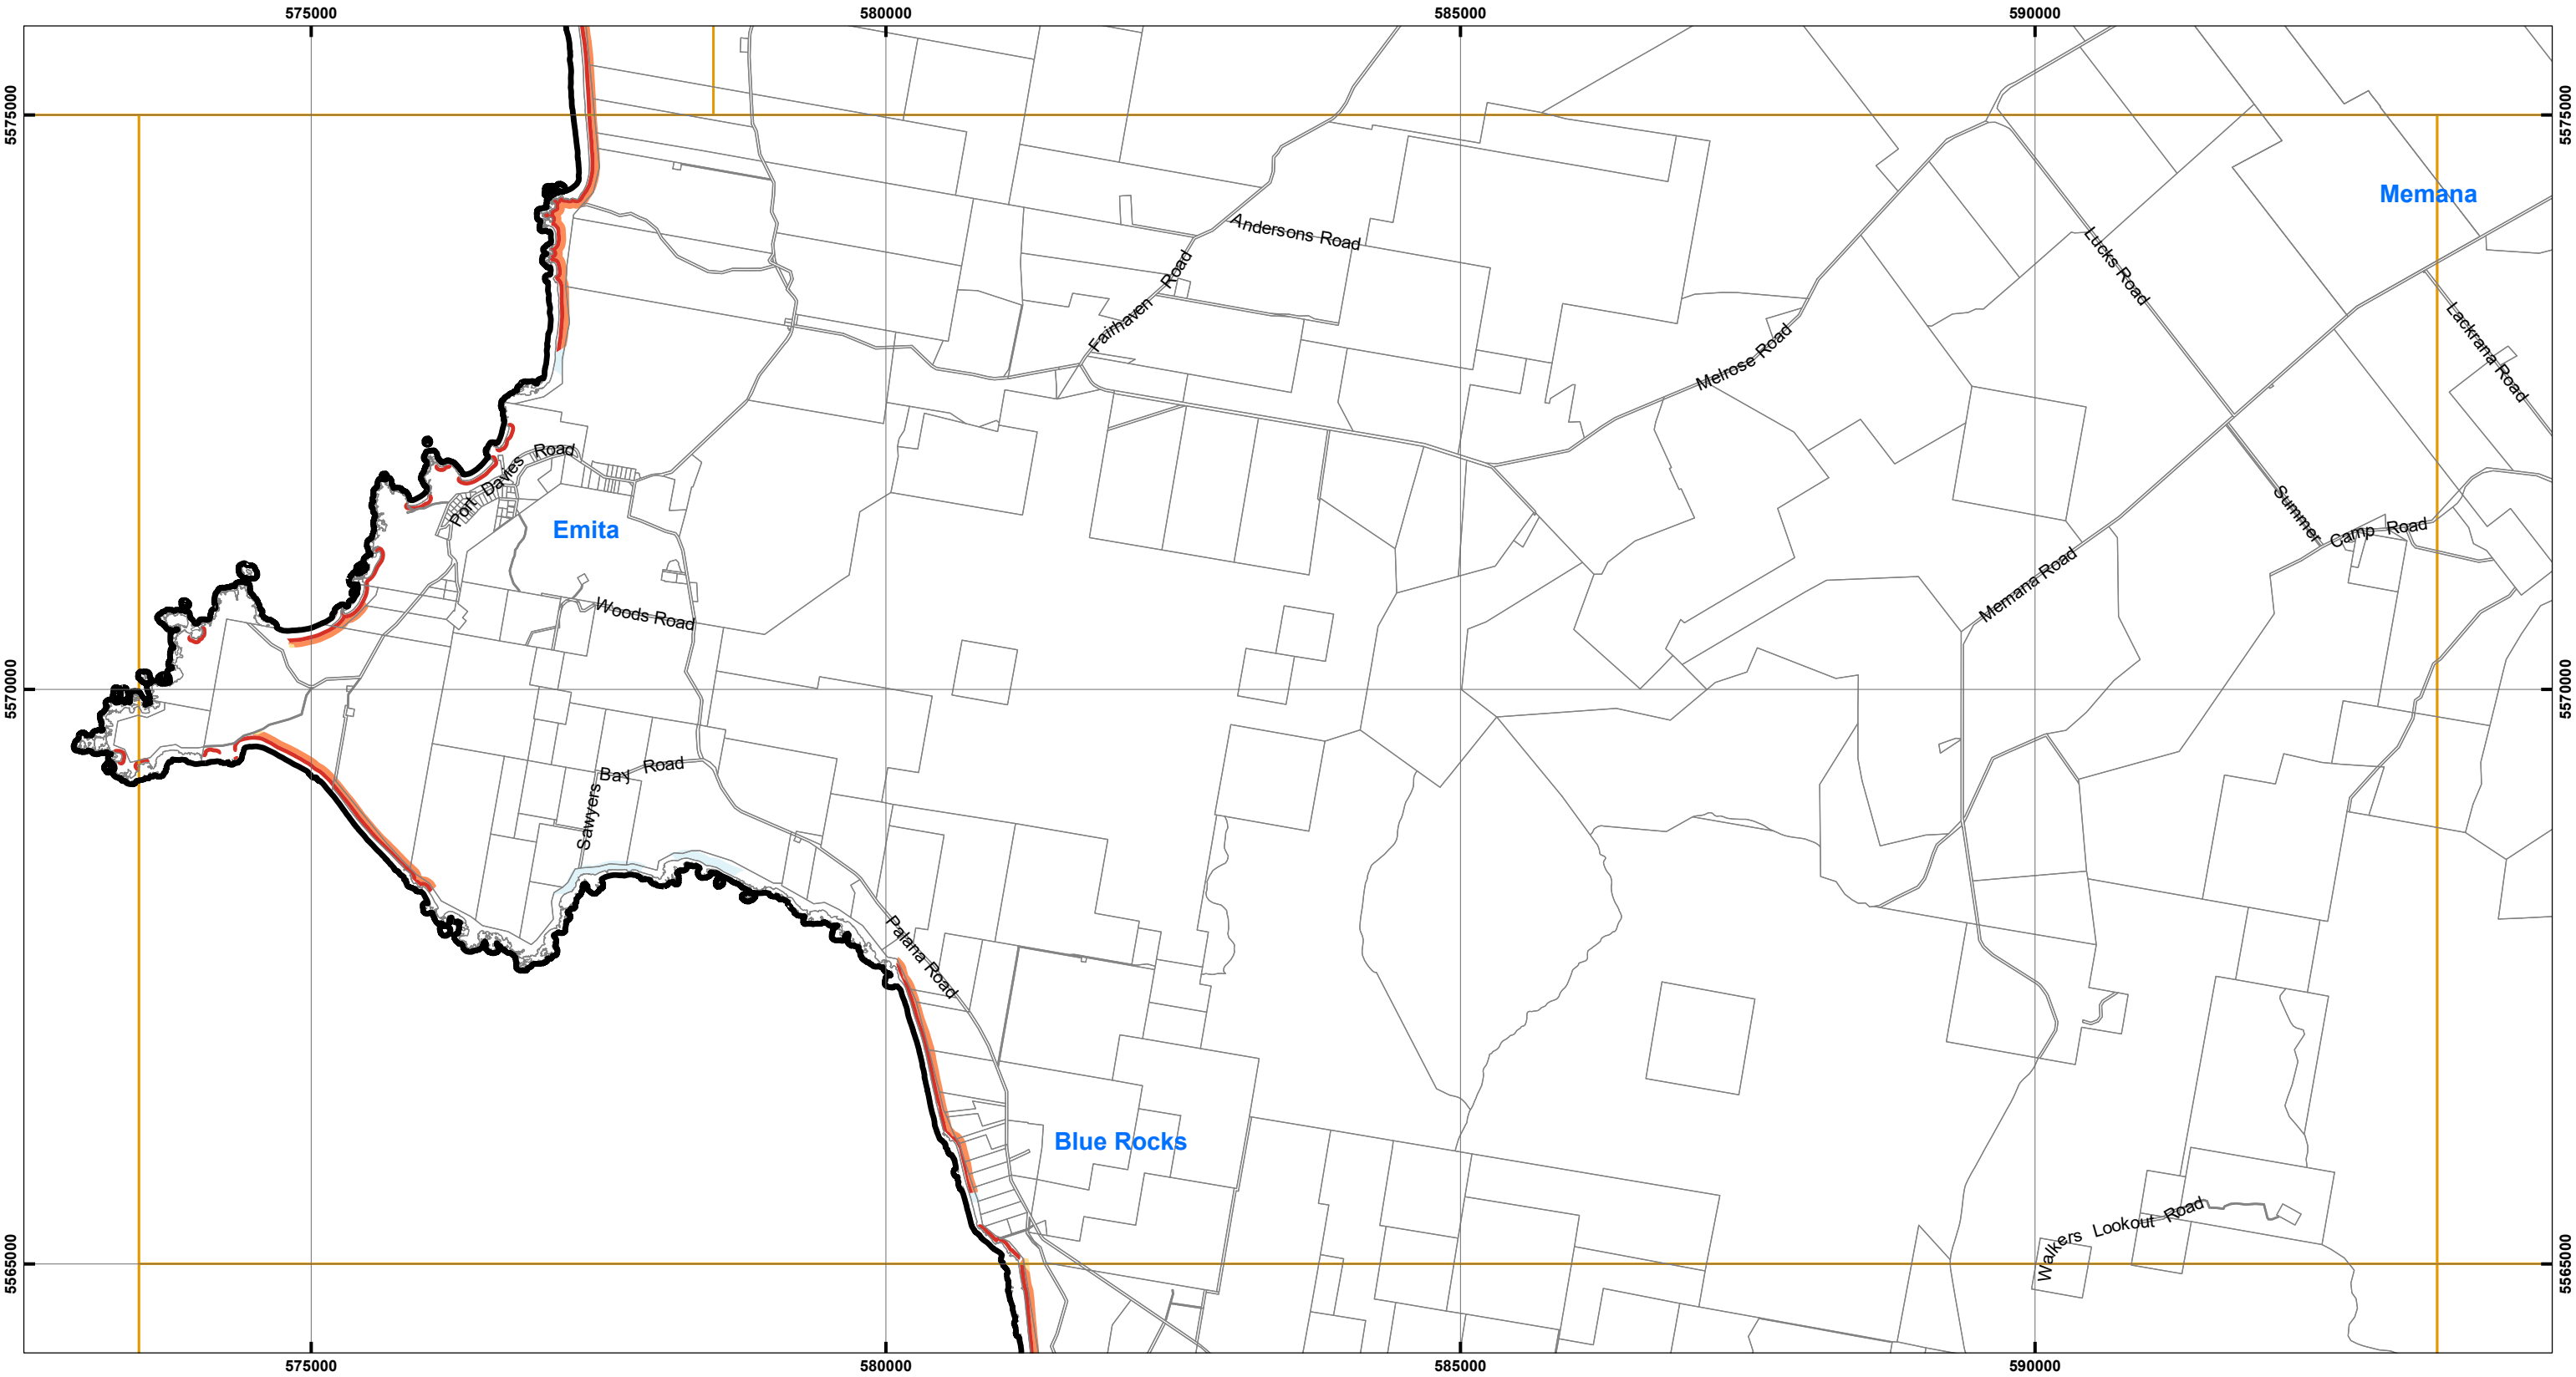 575000
580000
585000
590000
5575000
5575000
Memana
Andersons Road
Lucks Road
Fairhaven Road
Lackrana Road
Melrose Road
Port Davies Road
Emita
Summer Camp Road
Memana Road
Woods Road
5570000
5570000
Sawyers Bay Road
Palana Road
Blue Rocks
Walkers Lookout Road
5565000
5565000
575000
580000
585000
590000